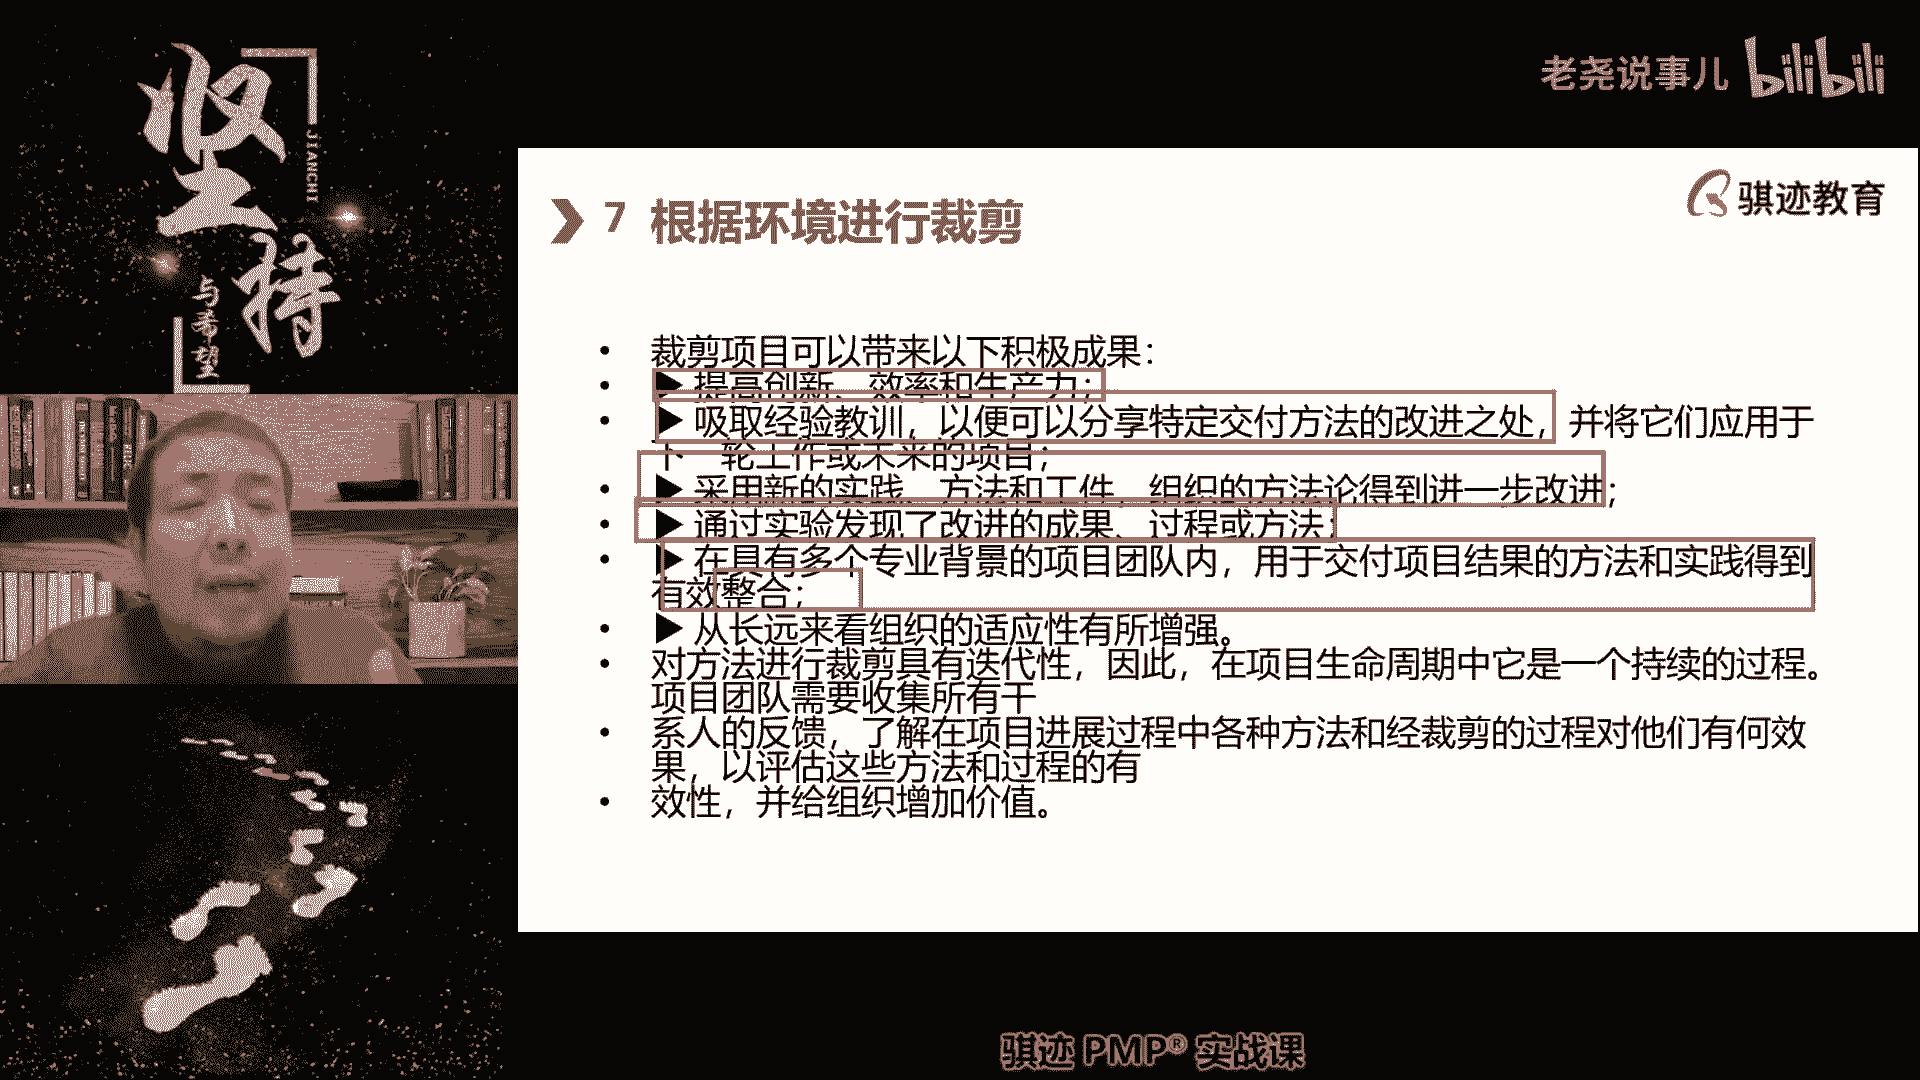 坚持
JIANCHI
与希望
老尧说事儿 bilibili
骐迹教育
7 根据环境进行裁剪
• 裁剪项目可以带来以下积极成果：
• ▶ 提高创新、效率和生产力；
• ▶ 吸取经验教训，以便可以分享特定交付方法的改进之处，并将它们应用于
下一轮工作或未来的项目；
• ▶ 采用新的实践、方法和工件，组织的方法论得到进一步改进；
• ▶ 通过实验发现了改进的成果、过程或方法；
• ▶ 在具有多个专业背景的项目团队内，用于交付项目结果的方法和实践得到
有效整合；
• ▶ 从长远来看组织的适应性有所增强。
• 对方法进行裁剪具有迭代性，因此，在项目生命周期中它是一个持续的过程。
项目团队需要收集所有干
• 系人的反馈，了解在项目进展过程中各种方法和经裁剪的过程对他们有何效
果，以评估这些方法和过程的有
• 效性，并给组织增加价值。
骐迹 PMP® 实战课